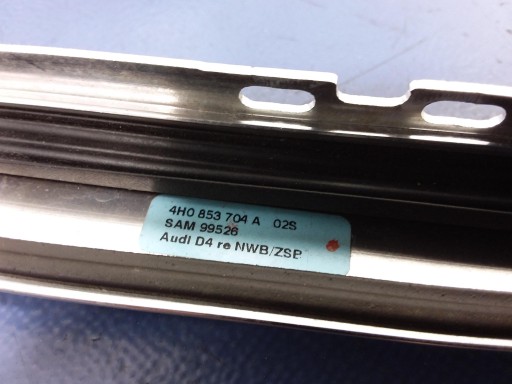 4H0 853 704 A 02S
SAM 99526
Audi D4 re NWB/ZSB